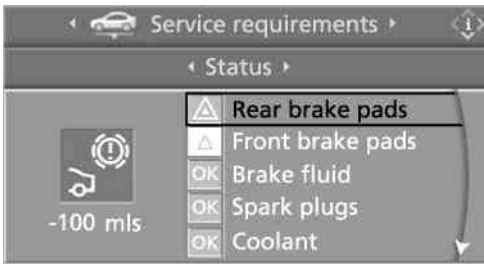 Service requirements
i
Status
Rear brake pads
Front brake pads
OK Brake fluid
OK Spark plugs
OK Coolant
-100 mls